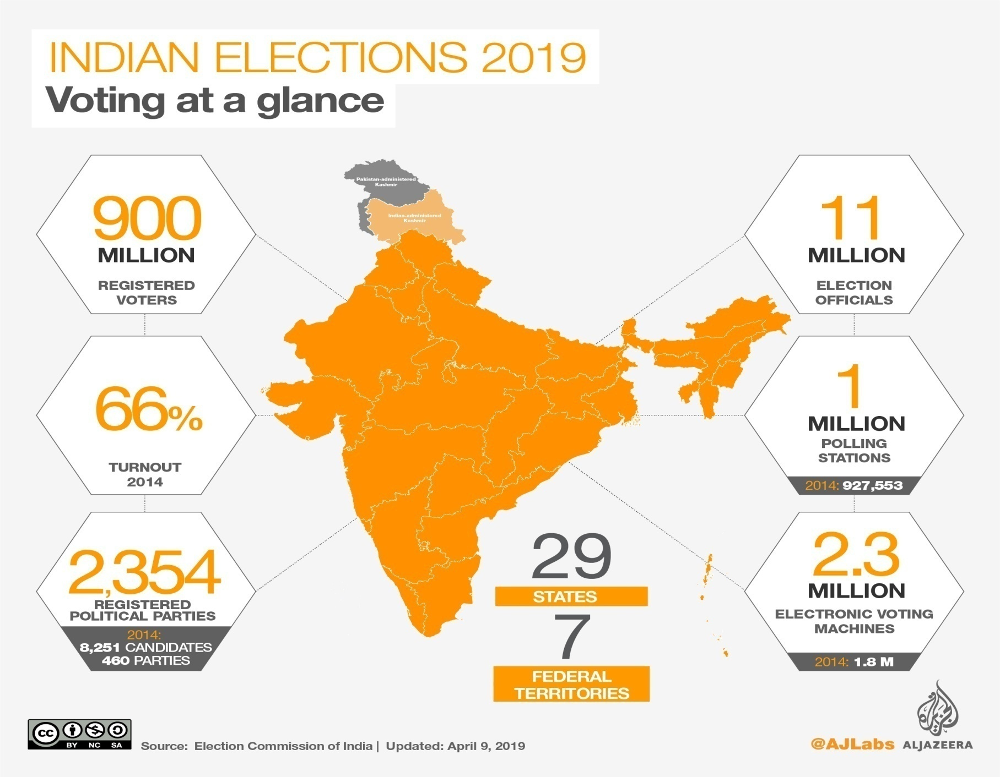 INDIAN ELECTIONS 2019
Voting at a glance
900
MILLION
REGISTERED
VOTERS
66%
TURNOUT
2014
2,354
REGISTERED
POLITICAL PARTIES
2014:
8,251 CANDIDATES
460 PARTIES
Pakistan-administered
Kashmir
Indian-administered
Kashmir
29
STATES
7
FEDERAL
TERRITORIES
11
MILLION
ELECTION
OFFICIALS
1
MILLION
POLLING
STATIONS
2014: 927,553
2.3
MILLION
ELECTRONIC VOTING
MACHINES
2014: 1.8 M
cc
BY NC SA
Source: Election Commission of India | Updated: April 9, 2019
@AJLabs ALJAZEERA
الجزيرة